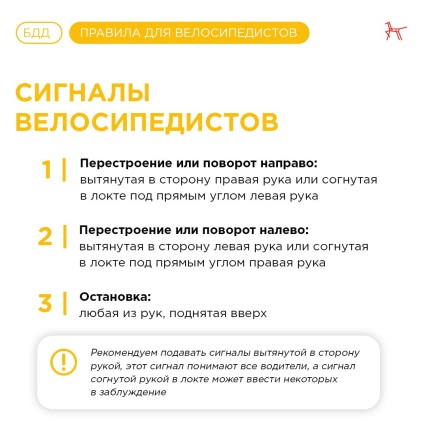 БДД
ПРАВИЛА ДЛЯ ВЕЛОСИПЕДИСТОВ
СИГНАЛЫ
ВЕЛОСИПЕДИСТОВ
1 Перестроение или поворот направо:
вытянутая в сторону правая рука или согнутая
в локте под прямым углом левая рука
2 Перестроение или поворот налево:
вытянутая в сторону левая рука или согнутая
в локте под прямым углом правая рука
3 Остановка:
любая из рук, поднятая вверх
Рекомендуем подавать сигналы вытянутой в сторону
рукой, этот сигнал понимают все водители, а сигнал
согнутой рукой в локте может ввести некоторых
в заблуждение